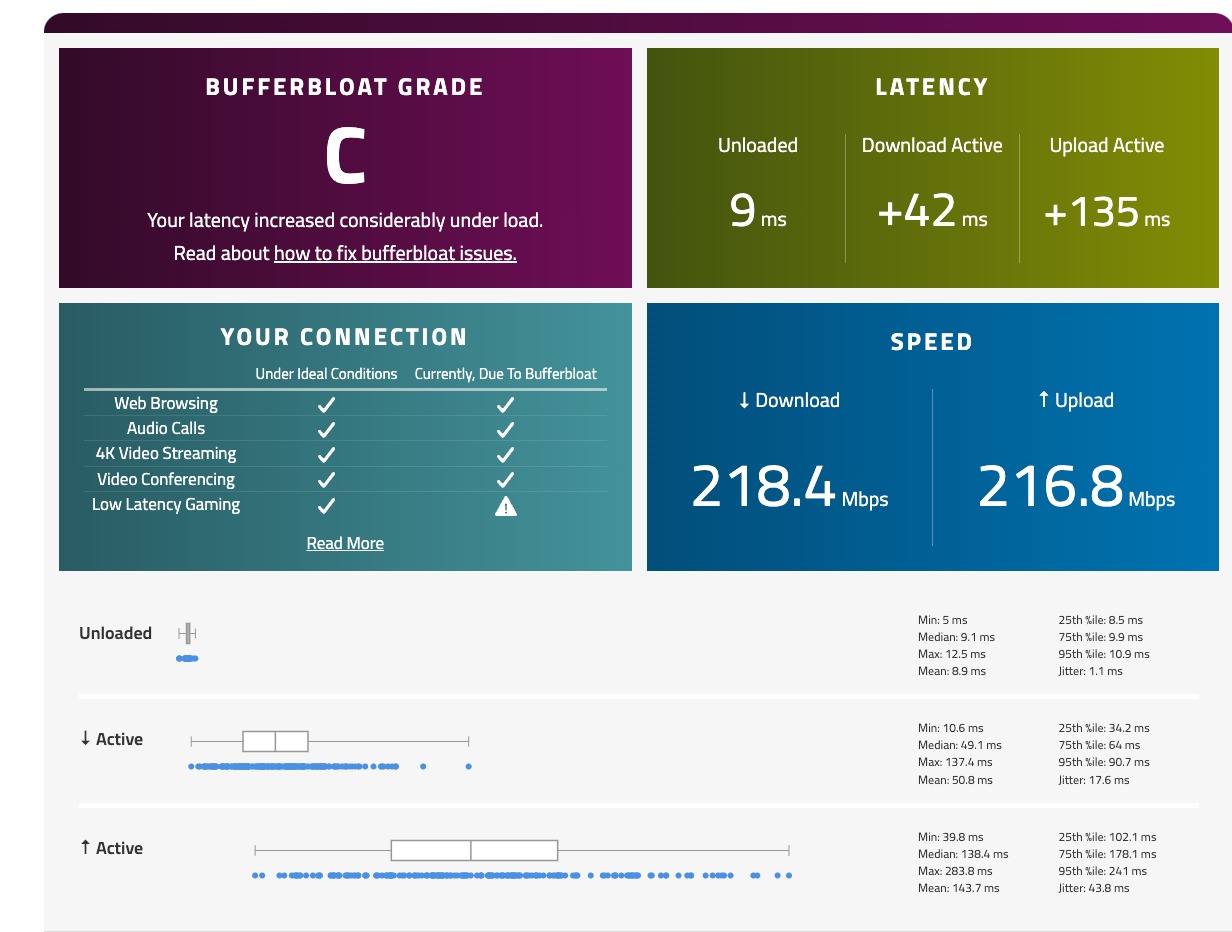 BUFFERBLOAT GRADE
C
Your latency increased considerably under load.
Read about how to fix bufferbloat issues.
LATENCY
Unloaded Download Active Upload Active
9 ms +42 ms +135 ms
YOUR CONNECTION
Under Ideal Conditions Currently, Due To Bufferbloat
Web Browsing
Audio Calls
4K Video Streaming
Video Conferencing
Low Latency Gaming
Read More
SPEED
↓ Download ↑ Upload
218.4 Mbps 216.8 Mbps
Unloaded
Min: 5 ms 25th %ile: 8.5 ms
Median: 9.1 ms 75th %ile: 9.9 ms
Max: 12.5 ms 95th %ile: 10.9 ms
Mean: 8.9 ms Jitter: 1.1 ms
↓ Active
Min: 10.6 ms 25th %ile: 34.2 ms
Median: 49.1 ms 75th %ile: 64 ms
Max: 137.4 ms 95th %ile: 90.7 ms
Mean: 50.8 ms Jitter: 17.6 ms
↑ Active
Min: 39.8 ms 25th %ile: 102.1 ms
Median: 138.4 ms 75th %ile: 178.1 ms
Max: 283.8 ms 95th %ile: 241 ms
Mean: 143.7 ms Jitter: 43.8 ms